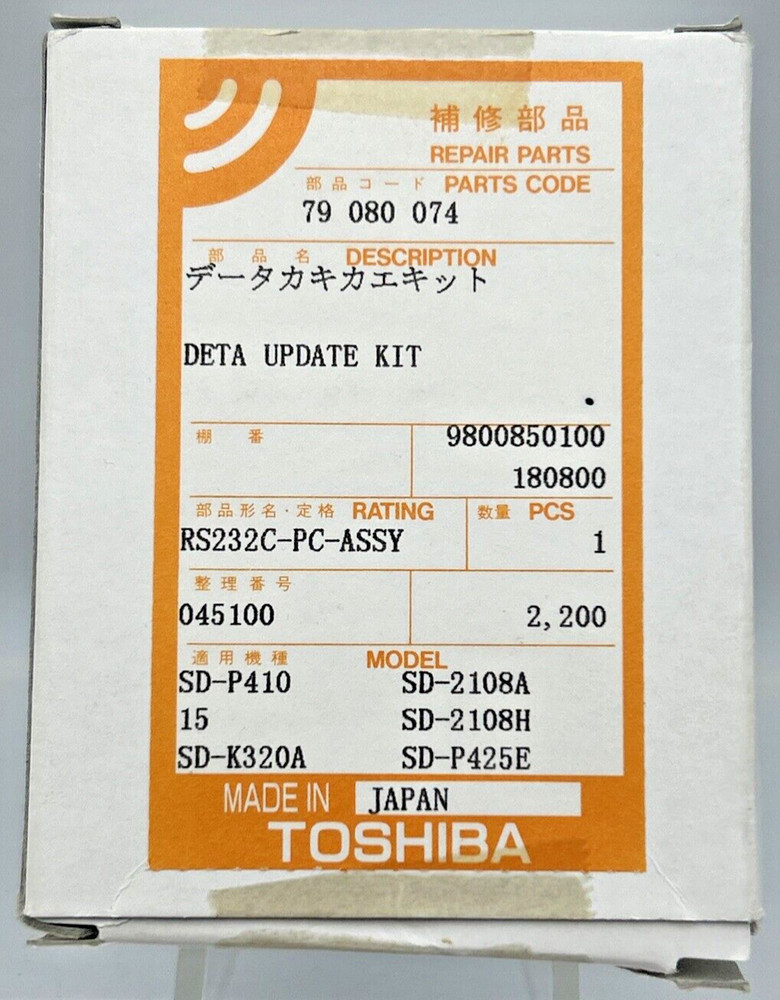 補修部品
REPAIR PARTS
部品コード PARTS CODE
79 080 074
部品名 DESCRIPTION
データカキカエキット
DETA UPDATE KIT
棚番 9800850100
180800
部品形名・定格 RATING 数量 PCS
RS232C-PC-ASSY 1
整理番号
045100 2,200
適用機種 MODEL
SD-P410 SD-2108A
15 SD-2108H
SD-K320A SD-P425E
MADE IN JAPAN
TOSHIBA